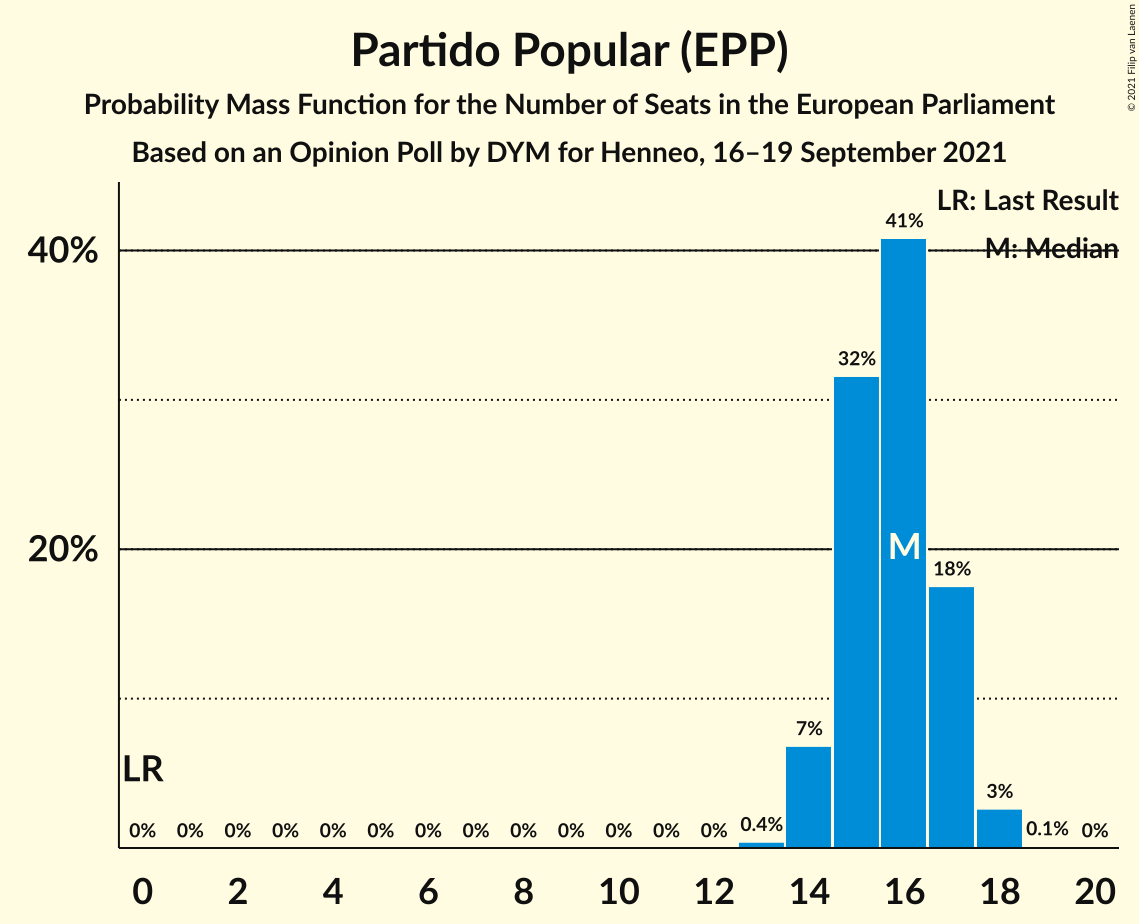 Partido Popular (EPP)
Probability Mass Function for the Number of Seats in the European Parliament
Based on an Opinion Poll by DYM for Henneo, 16–19 September 2021
© 2021 Filip van Laenen
LR: Last Result
M: Median
40%
20%
41%
32%
M
18%
7%
LR
3%
0% 0% 0% 0% 0% 0% 0% 0% 0% 0% 0% 0% 0% 0.4% 0.1% 0%
0 2 4 6 8 10 12 14 16 18 20